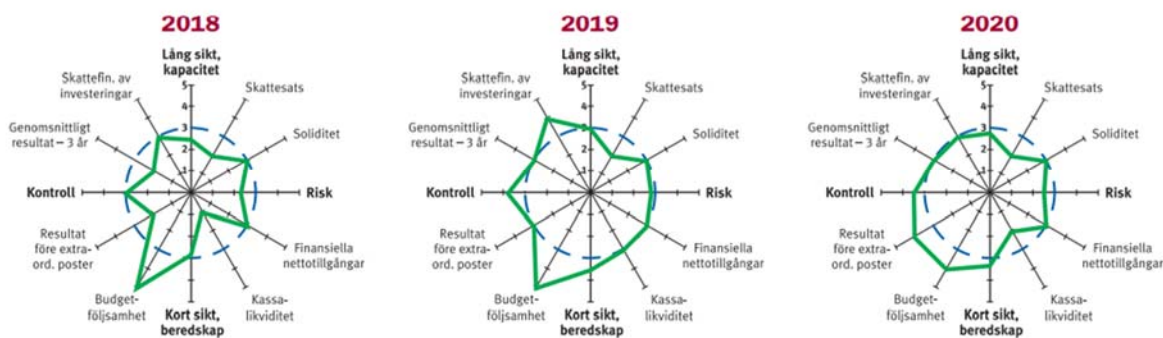 2018
Lång sikt,
kapacitet
Skattefin. av
investeringar
Skattesats
Genomsnittligt
resultat – 3 år
Soliditet
5
4
3
2
1
Kontroll
Risk
Resultat
före extra-
ord. poster
Finansiella
nettotillgångar
Budget-
följsamhet
Kassa-
likviditet
Kort sikt,
beredskap
2019
Lång sikt,
kapacitet
Skattefin. av
investeringar
Skattesats
Genomsnittligt
resultat – 3 år
Soliditet
5
4
3
2
1
Kontroll
Risk
Resultat
före extra-
ord. poster
Finansiella
nettotillgångar
Budget-
följsamhet
Kassa-
likviditet
Kort sikt,
beredskap
2020
Lång sikt,
kapacitet
Skattefin. av
investeringar
Skattesats
Genomsnittligt
resultat – 3 år
Soliditet
5
4
3
2
1
Kontroll
Risk
Resultat
före extra-
ord. poster
Finansiella
nettotillgångar
Budget-
följsamhet
Kassa-
likviditet
Kort sikt,
beredskap